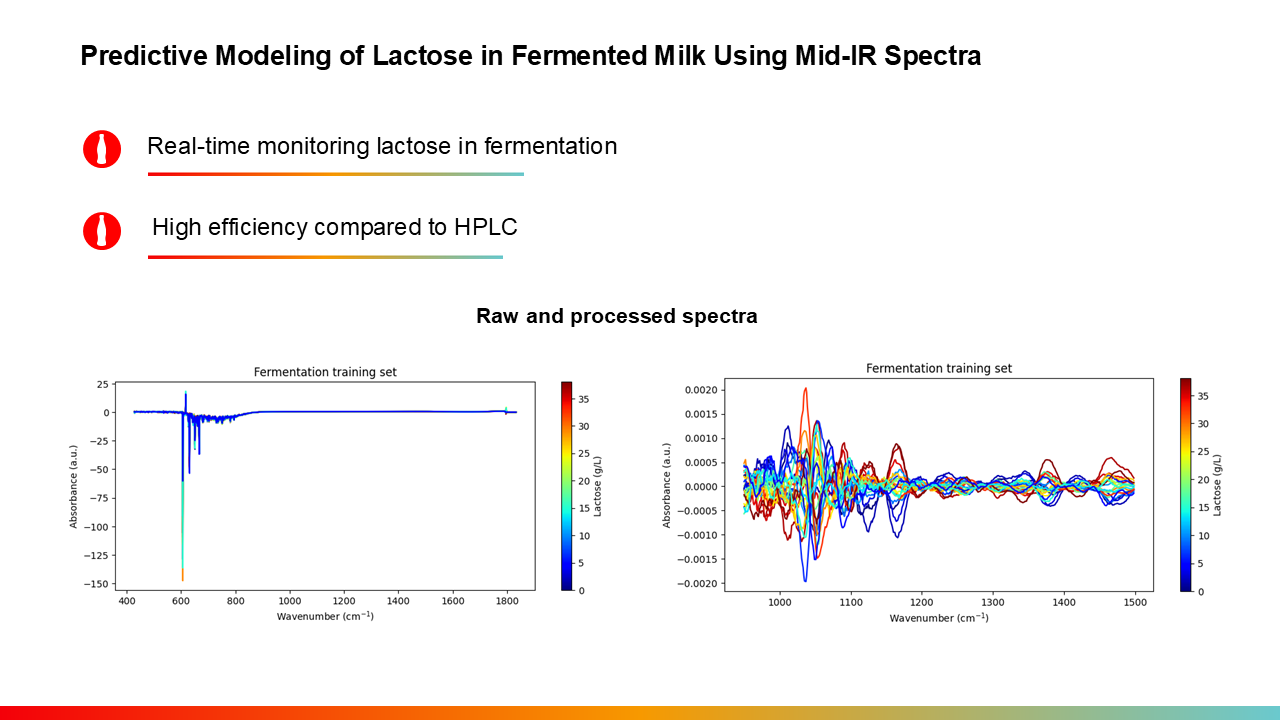 Predictive Modeling of Lactose in Fermented Milk Using Mid-IR Spectra
Real-time monitoring lactose in fermentation
High efficiency compared to HPLC
Raw and processed spectra
Fermentation training set
25
0
−25
−50
−75
−100
−125
−150
Absorbance (a.u.)
400 600 800 1000 1200 1400 1600 1800
Wavenumber (cm⁻¹)
35
30
25
20
15
10
5
0
Lactose (g/L)
Fermentation training set
0.0020
0.0015
0.0010
0.0005
0.0000
−0.0005
−0.0010
−0.0015
−0.0020
Absorbance (a.u.)
1000 1100 1200 1300 1400 1500
Wavenumber (cm⁻¹)
35
30
25
20
15
10
5
0
Lactose (g/L)